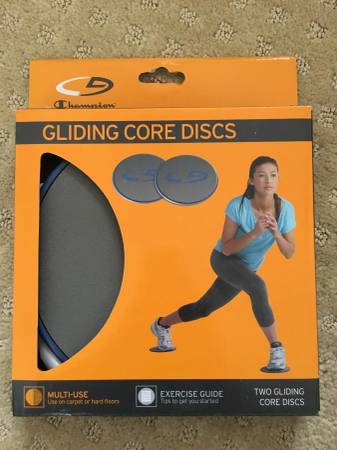 Champion
GLIDING CORE DISCS
MULTI-USE
Use on carpet or hard floors
EXERCISE GUIDE
Tips to get you started
TWO GLIDING
CORE DISCS